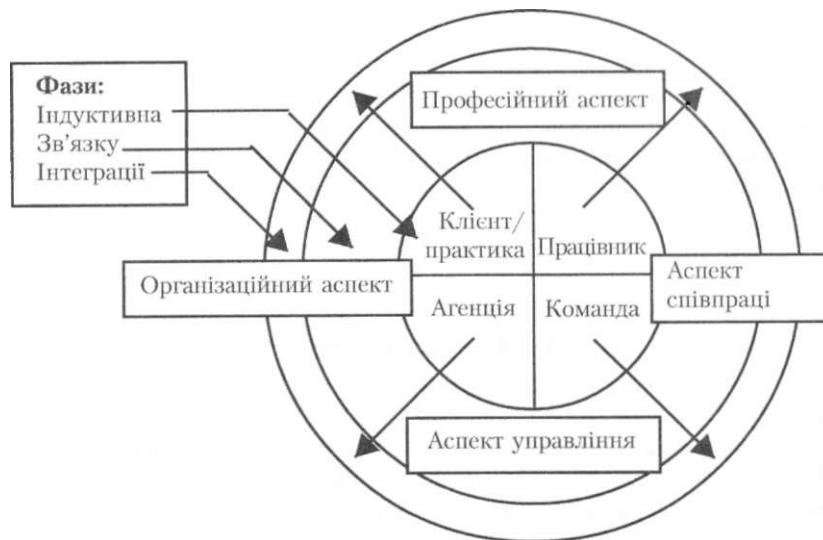 Фази:
Індуктивна
Зв'язку
Інтеграції
Професійний аспект
Клієнт/
практика
Працівник
Організаційний аспект
Аспект
співпраці
Агенція
Команда
Аспект управління